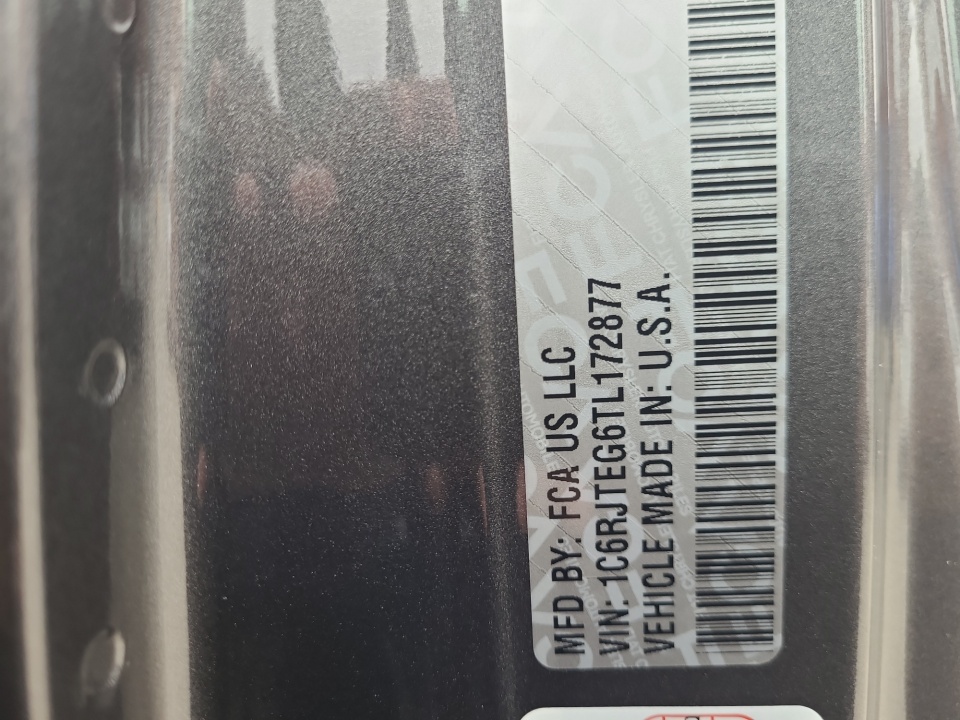 MFD BY: FCA US LLC
VIN: 1C6RJTEG6TL172877
VEHICLE MADE IN: U.S.A.